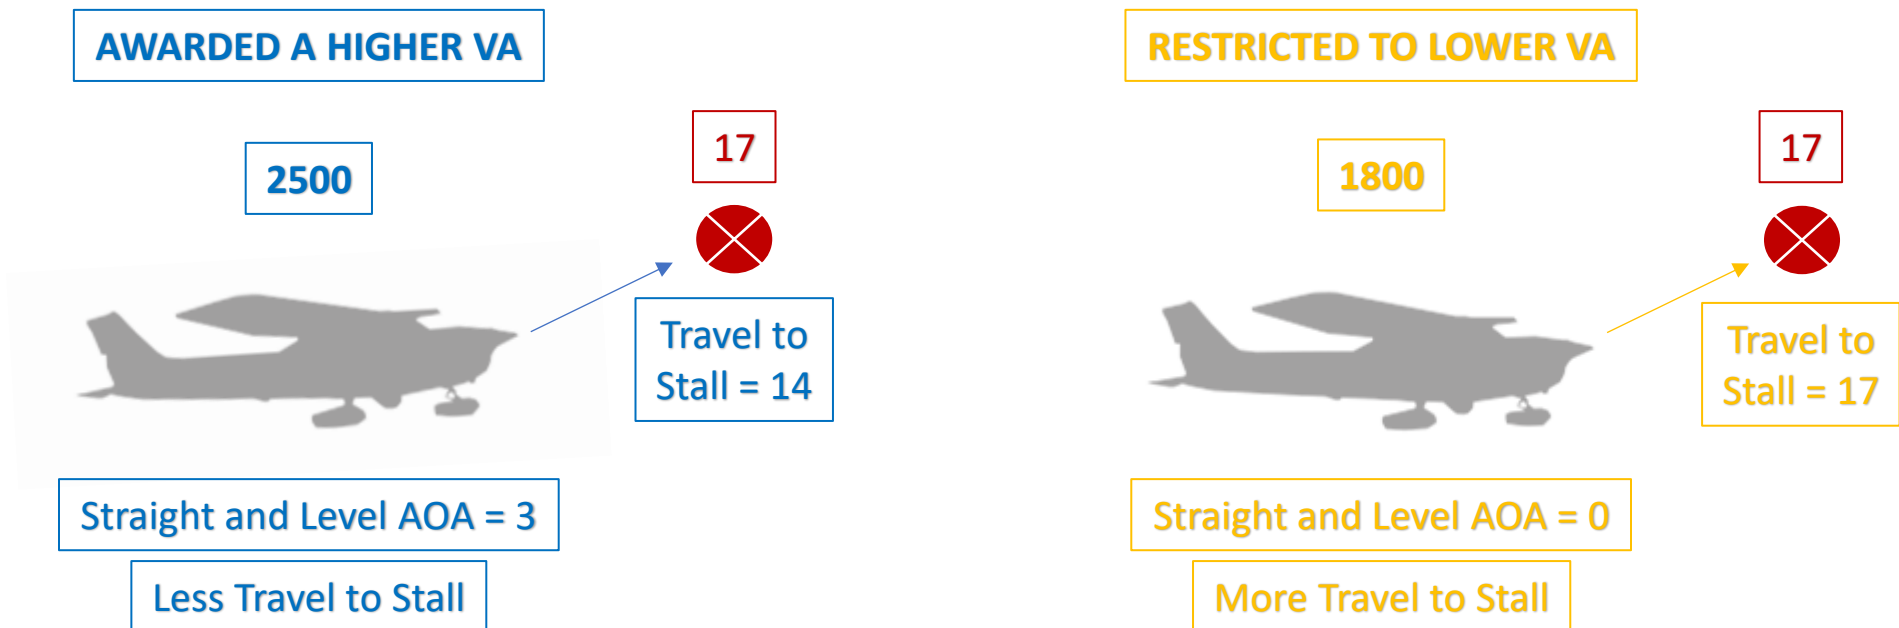 AWARDED A HIGHER VA
2500
17
Travel to
Stall = 14
Straight and Level AOA = 3
Less Travel to Stall
RESTRICTED TO LOWER VA
1800
17
Travel to
Stall = 17
Straight and Level AOA = 0
More Travel to Stall